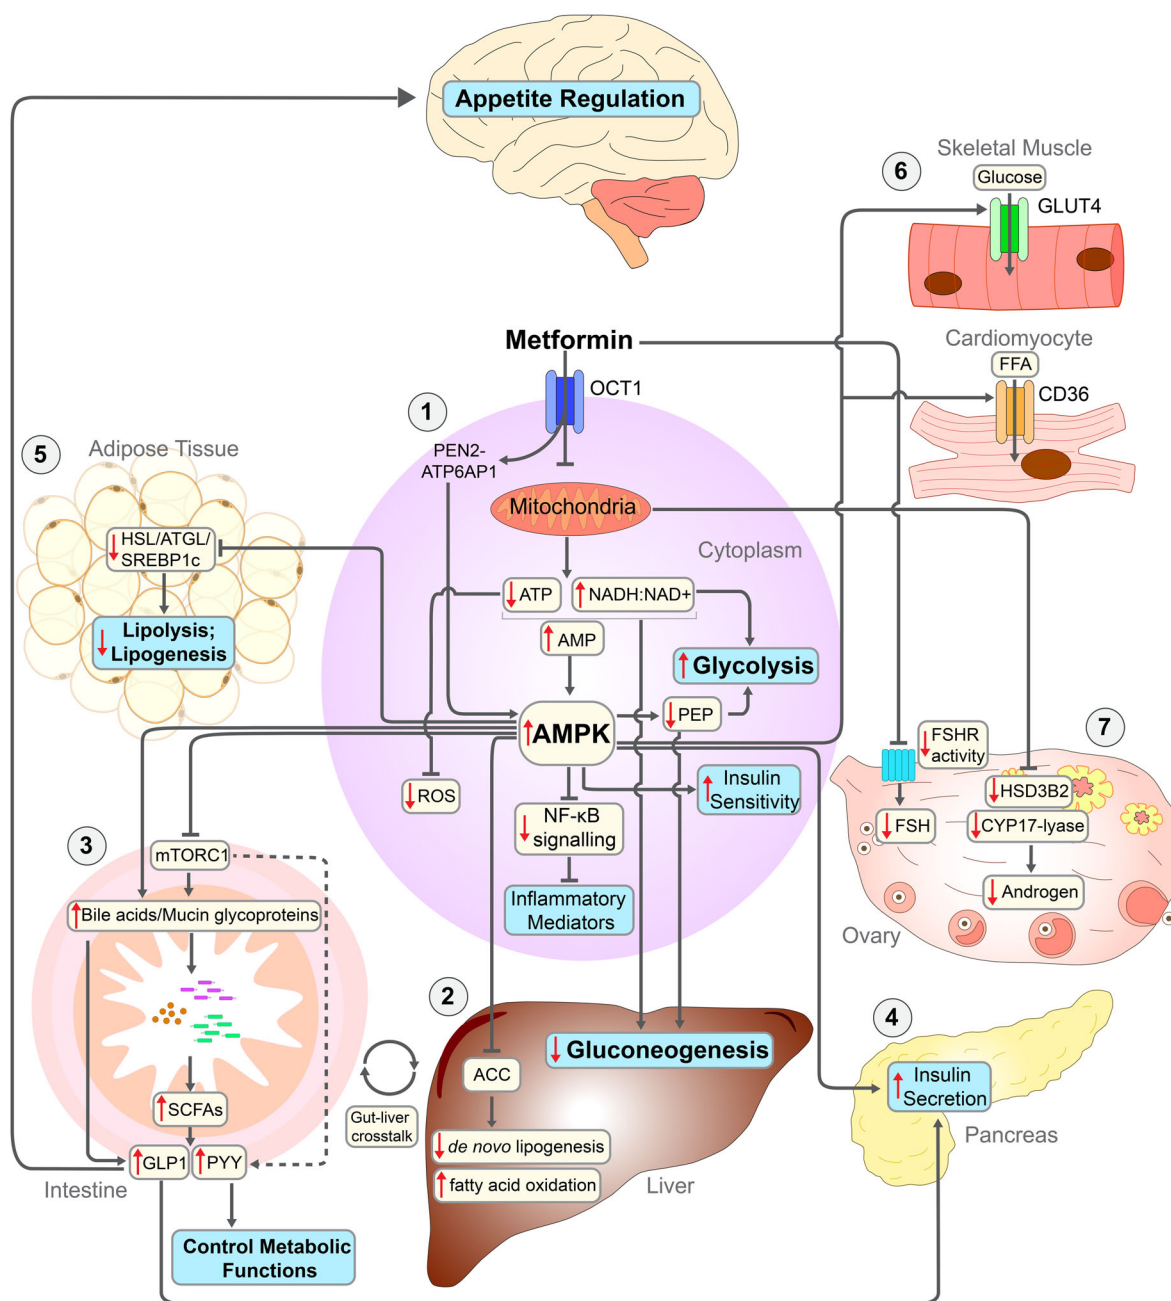 Appetite Regulation
Skeletal Muscle
6
Glucose
GLUT4
Metformin
Cardiomyocyte
FFA
OCT1
CD36
1
5
Adipose Tissue
PEN2-
ATP6AP1
Mitochondria
HSL/ATGL/
SREBP1c
Cytoplasm
ATP
NADH:NAD+
Lipolysis;
Lipogenesis
AMP
Glycolysis
AMPK
PEP
7
FSHR
activity
ROS
Insulin
Sensitivity
HSD3B2
NF-κB
signalling
FSH
CYP17-lyase
3
mTORC1
Androgen
Inflammatory
Mediators
Bile acids/Mucin glycoproteins
Ovary
2
4
Gluconeogenesis
ACC
Insulin
Secretion
SCFAs
Gut-liver
crosstalk
de novo lipogenesis
Pancreas
GLP1
PYY
Intestine
fatty acid oxidation
Liver
Control Metabolic
Functions